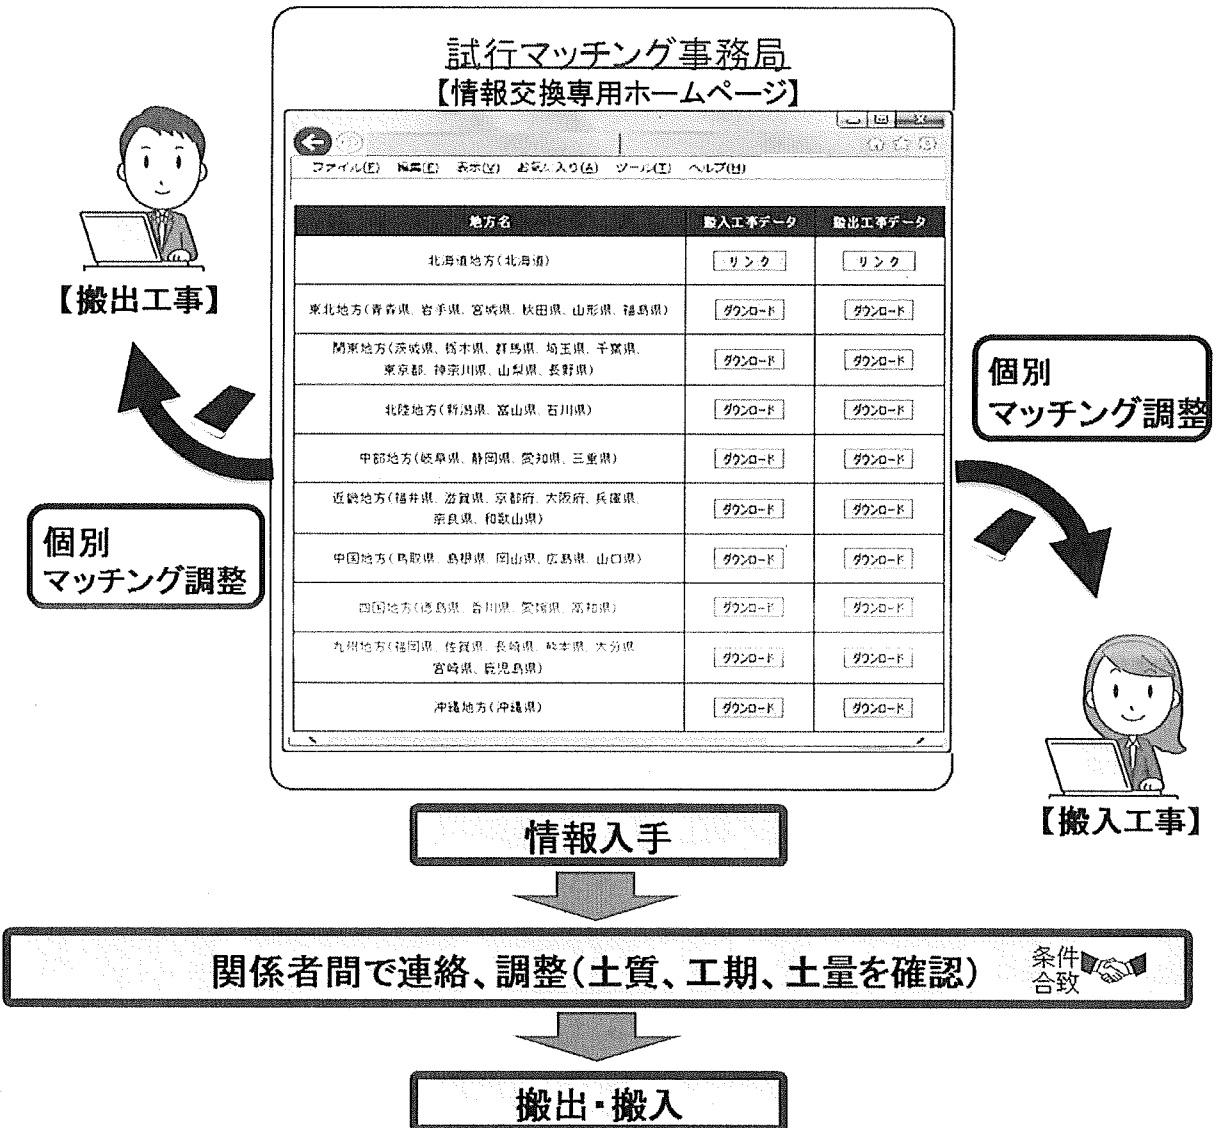 試行マッチング事務局
【情報交換専用ホームページ】
ファイル(F) 編集(E) 表示(V) お気に入り(A) ツール(T) ヘルプ(H)
地方名 搬入工事データ 搬出工事データ
北海道地方(北海道) リンク リンク
東北地方(青森県、岩手県、宮城県、秋田県、山形県、福島県) ダウンロード ダウンロード
関東地方(茨城県、栃木県、群馬県、埼玉県、千葉県、
東京都、神奈川県、山梨県、長野県) ダウンロード ダウンロード
北陸地方(新潟県、富山県、石川県) ダウンロード ダウンロード
中部地方(岐阜県、静岡県、愛知県、三重県) ダウンロード ダウンロード
近畿地方(福井県、滋賀県、京都府、大阪府、兵庫県、
奈良県、和歌山県) ダウンロード ダウンロード
中国地方(鳥取県、島根県、岡山県、広島県、山口県) ダウンロード ダウンロード
四国地方(徳島県、香川県、愛媛県、高知県) ダウンロード ダウンロード
九州地方(福岡県、佐賀県、長崎県、熊本県、大分県
宮崎県、鹿児島県) ダウンロード ダウンロード
沖縄地方(沖縄県) ダウンロード ダウンロード
【搬出工事】
個別
マッチング調整
個別
マッチング調整
【搬入工事】
情報入手
関係者間で連絡、調整(土質、工期、土量を確認)
条件
合致
搬出・搬入